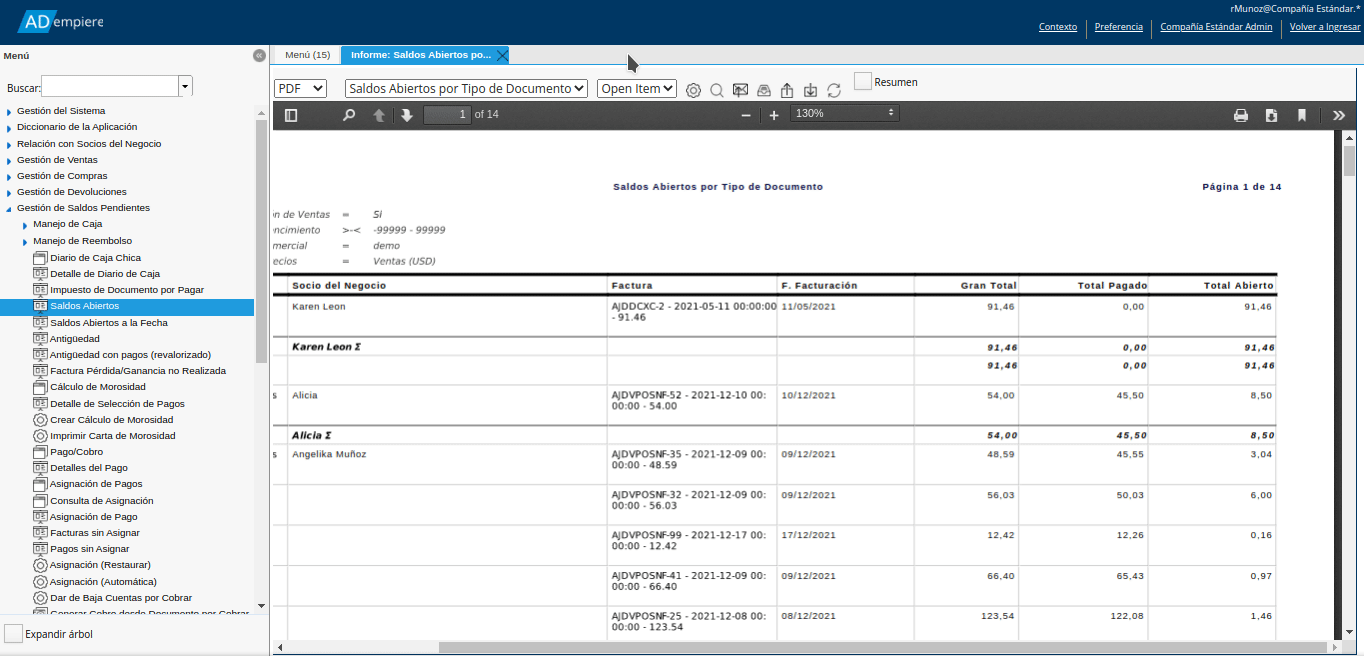 ADempiere
rMunoz@Compañía Estándar.*
Contexto Preferencia Compañía Estándar Admin Volver a Ingresar
Menú
Menú (15) Informe: Saldos Abiertos po...
Buscar:
PDF Saldos Abiertos por Tipo de Documento Open Item Resumen
1 of 14 130%
Gestión del Sistema
Diccionario de la Aplicación
Relación con Socios del Negocio
Gestión de Ventas
Gestión de Compras
Gestión de Devoluciones
Gestión de Saldos Pendientes
Manejo de Caja
Manejo de Reembolso
Diario de Caja Chica
Detalle de Diario de Caja
Impuesto de Documento por Pagar
Saldos Abiertos
Saldos Abiertos a la Fecha
Antigüedad
Antigüedad con pagos (revalorizado)
Factura Pérdida/Ganancia no Realizada
Cálculo de Morosidad
Detalle de Selección de Pagos
Crear Cálculo de Morosidad
Imprimir Carta de Morosidad
Pago/Cobro
Detalles del Pago
Asignación de Pagos
Consulta de Asignación
Asignación de Pago
Facturas sin Asignar
Pagos sin Asignar
Asignación (Restaurar)
Asignación (Automática)
Dar de Baja Cuentas por Cobrar
Generar Cobro desde Documento por Cobrar
Expandir árbol
Saldos Abiertos por Tipo de Documento Página 1 de 14
n de Ventas = Sí
ncimiento >-< -99999 - 99999
mercial = demo
ecios = Ventas (USD)
Socio del Negocio Factura F. Facturación Gran Total Total Pagado Total Abierto
Karen Leon AJDDCXC-2 - 2021-05-11 00:00:00 11/05/2021 91,46 0,00 91,46
- 91.46
Karen Leon Σ 91,46 0,00 91,46
91,46 0,00 91,46
s Alicia AJDVPOSNF-52 - 2021-12-10 00: 10/12/2021 54,00 45,50 8,50
00:00 - 54.00
Alicia Σ 54,00 45,50 8,50
s Angelika Muñoz AJDVPOSNF-35 - 2021-12-09 00: 09/12/2021 48,59 45,55 3,04
00:00 - 48.59
AJDVPOSNF-32 - 2021-12-09 00: 09/12/2021 56,03 50,03 6,00
00:00 - 56.03
AJDVPOSNF-99 - 2021-12-17 00: 17/12/2021 12,42 12,26 0,16
00:00 - 12.42
AJDVPOSNF-41 - 2021-12-09 00: 09/12/2021 66,40 65,43 0,97
00:00 - 66.40
AJDVPOSNF-25 - 2021-12-08 00: 08/12/2021 123,54 122,08 1,46
00:00 - 123.54